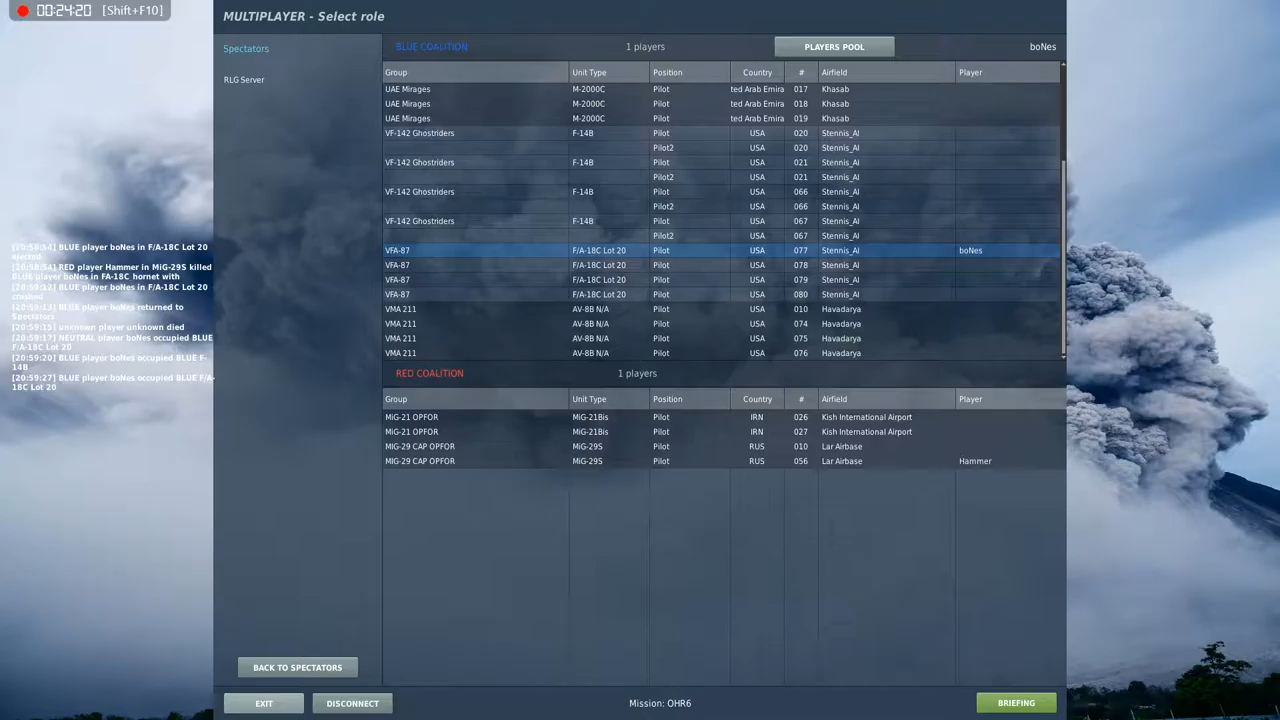 00:24:20 [Shift+F10]
MULTIPLAYER - Select role
Spectators
RLG Server
BLUE COALITION 1 players PLAYERS POOL boNes
Group Unit Type Position Country # Airfield Player
UAE Mirages M-2000C Pilot ted Arab Emira 017 Khasab
UAE Mirages M-2000C Pilot ted Arab Emira 018 Khasab
UAE Mirages M-2000C Pilot ted Arab Emira 019 Khasab
VF-142 Ghostriders F-14B Pilot USA 020 Stennis_AI
Pilot2 USA 020 Stennis_AI
VF-142 Ghostriders F-14B Pilot USA 021 Stennis_AI
Pilot2 USA 021 Stennis_AI
VF-142 Ghostriders F-14B Pilot USA 066 Stennis_AI
Pilot2 USA 066 Stennis_AI
VF-142 Ghostriders F-14B Pilot USA 067 Stennis_AI
Pilot2 USA 067 Stennis_AI
VFA-87 F/A-18C Lot 20 Pilot USA 077 Stennis_AI boNes
VFA-87 F/A-18C Lot 20 Pilot USA 078 Stennis_AI
VFA-87 F/A-18C Lot 20 Pilot USA 079 Stennis_AI
VFA-87 F/A-18C Lot 20 Pilot USA 080 Stennis_AI
VMA 211 AV-8B N/A Pilot USA 010 Havadarya
VMA 211 AV-8B N/A Pilot USA 074 Havadarya
VMA 211 AV-8B N/A Pilot USA 075 Havadarya
VMA 211 AV-8B N/A Pilot USA 076 Havadarya
RED COALITION 1 players
Group Unit Type Position Country # Airfield Player
MiG-21 OPFOR MiG-21Bis Pilot IRN 026 Kish International Airport
MiG-21 OPFOR MiG-21Bis Pilot IRN 027 Kish International Airport
MIG-29 CAP OPFOR MiG-29S Pilot RUS 010 Lar Airbase
MIG-29 CAP OPFOR MiG-29S Pilot RUS 056 Lar Airbase Hammer
[20:58:54] BLUE player boNes in F/A-18C Lot 20
ejected
[20:58:54] RED player Hammer in MiG-29S killed
BLUE player boNes in FA-18C hornet with
[20:59:12] BLUE player boNes in F/A-18C Lot 20
crashed
[20:59:13] BLUE player boNes returned to
Spectators
[20:59:15] unknown player unknown died
[20:59:17] NEUTRAL player boNes occupied BLUE
F/A-18C Lot 20
[20:59:20] BLUE player boNes occupied BLUE F-
14B
[20:59:27] BLUE player boNes occupied BLUE F/A-
18C Lot 20
BACK TO SPECTATORS
EXIT DISCONNECT Mission: OHR6 BRIEFING